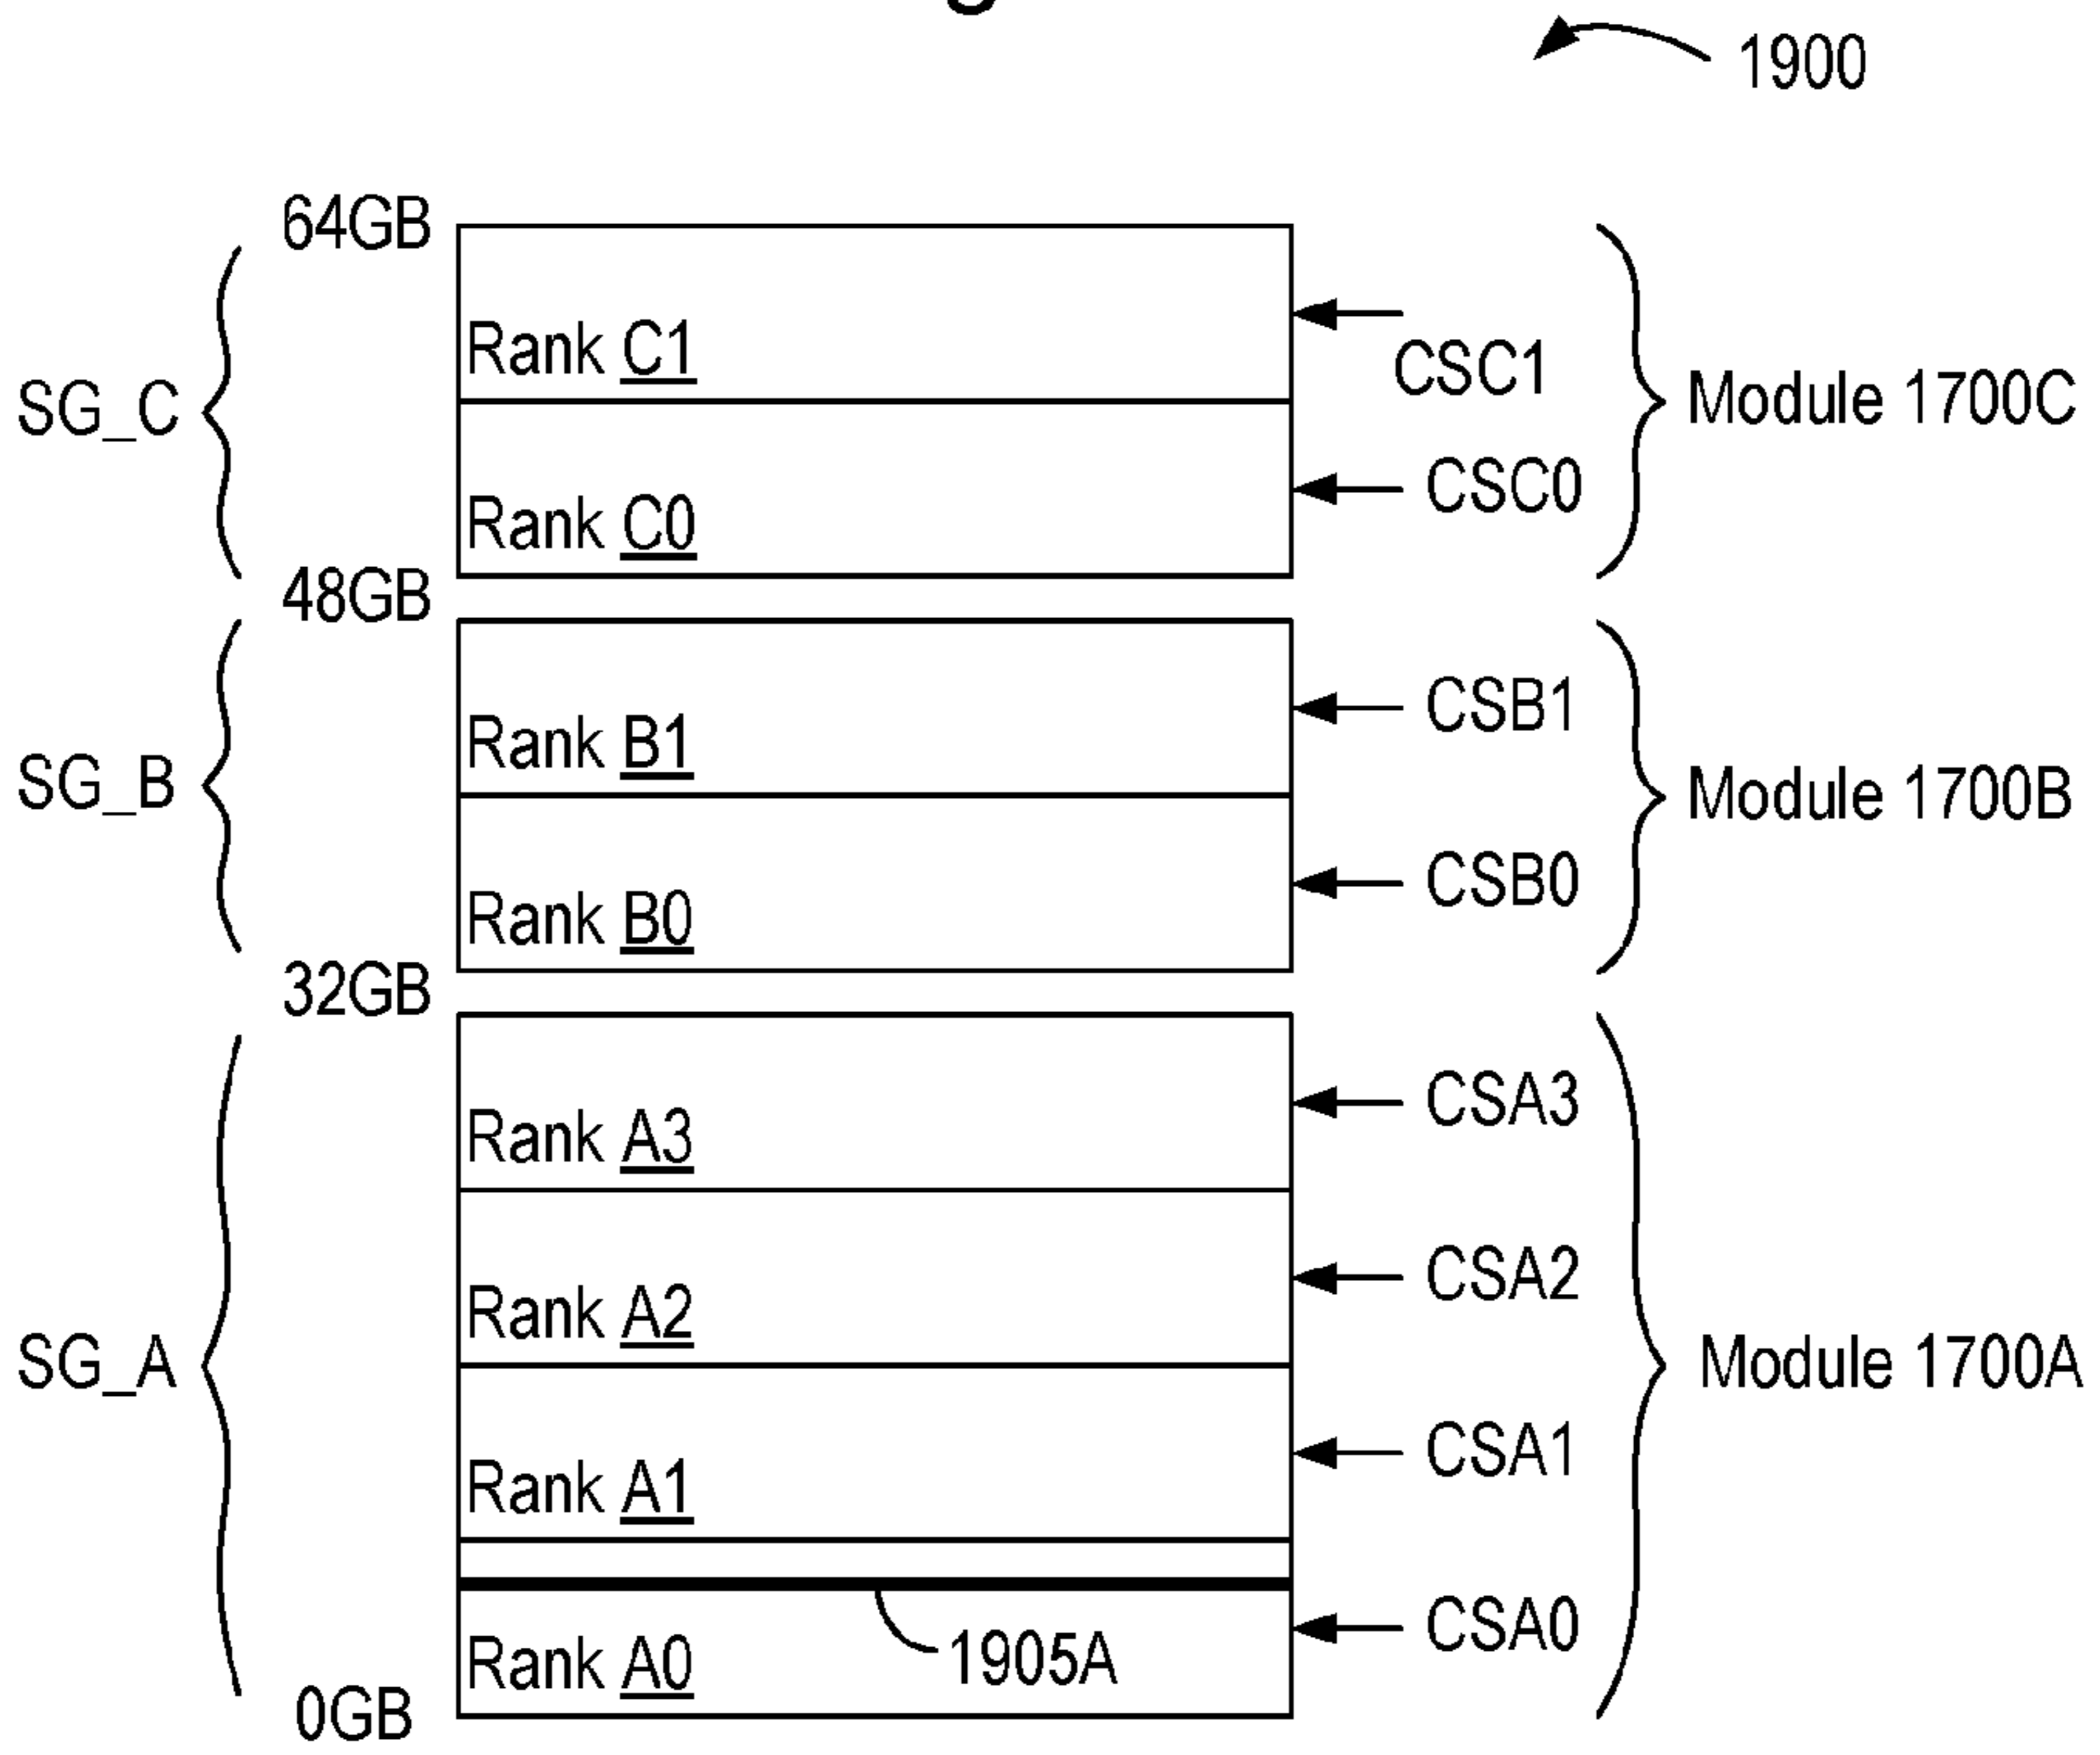 1900
64GB
Rank C1
CSC1
SG_C
Module 1700C
Rank C0
CSC0
48GB
Rank B1
CSB1
SG_B
Module 1700B
Rank B0
CSB0
32GB
Rank A3
CSA3
Rank A2
CSA2
SG_A
Module 1700A
Rank A1
CSA1
Rank A0
1905A
CSA0
0GB